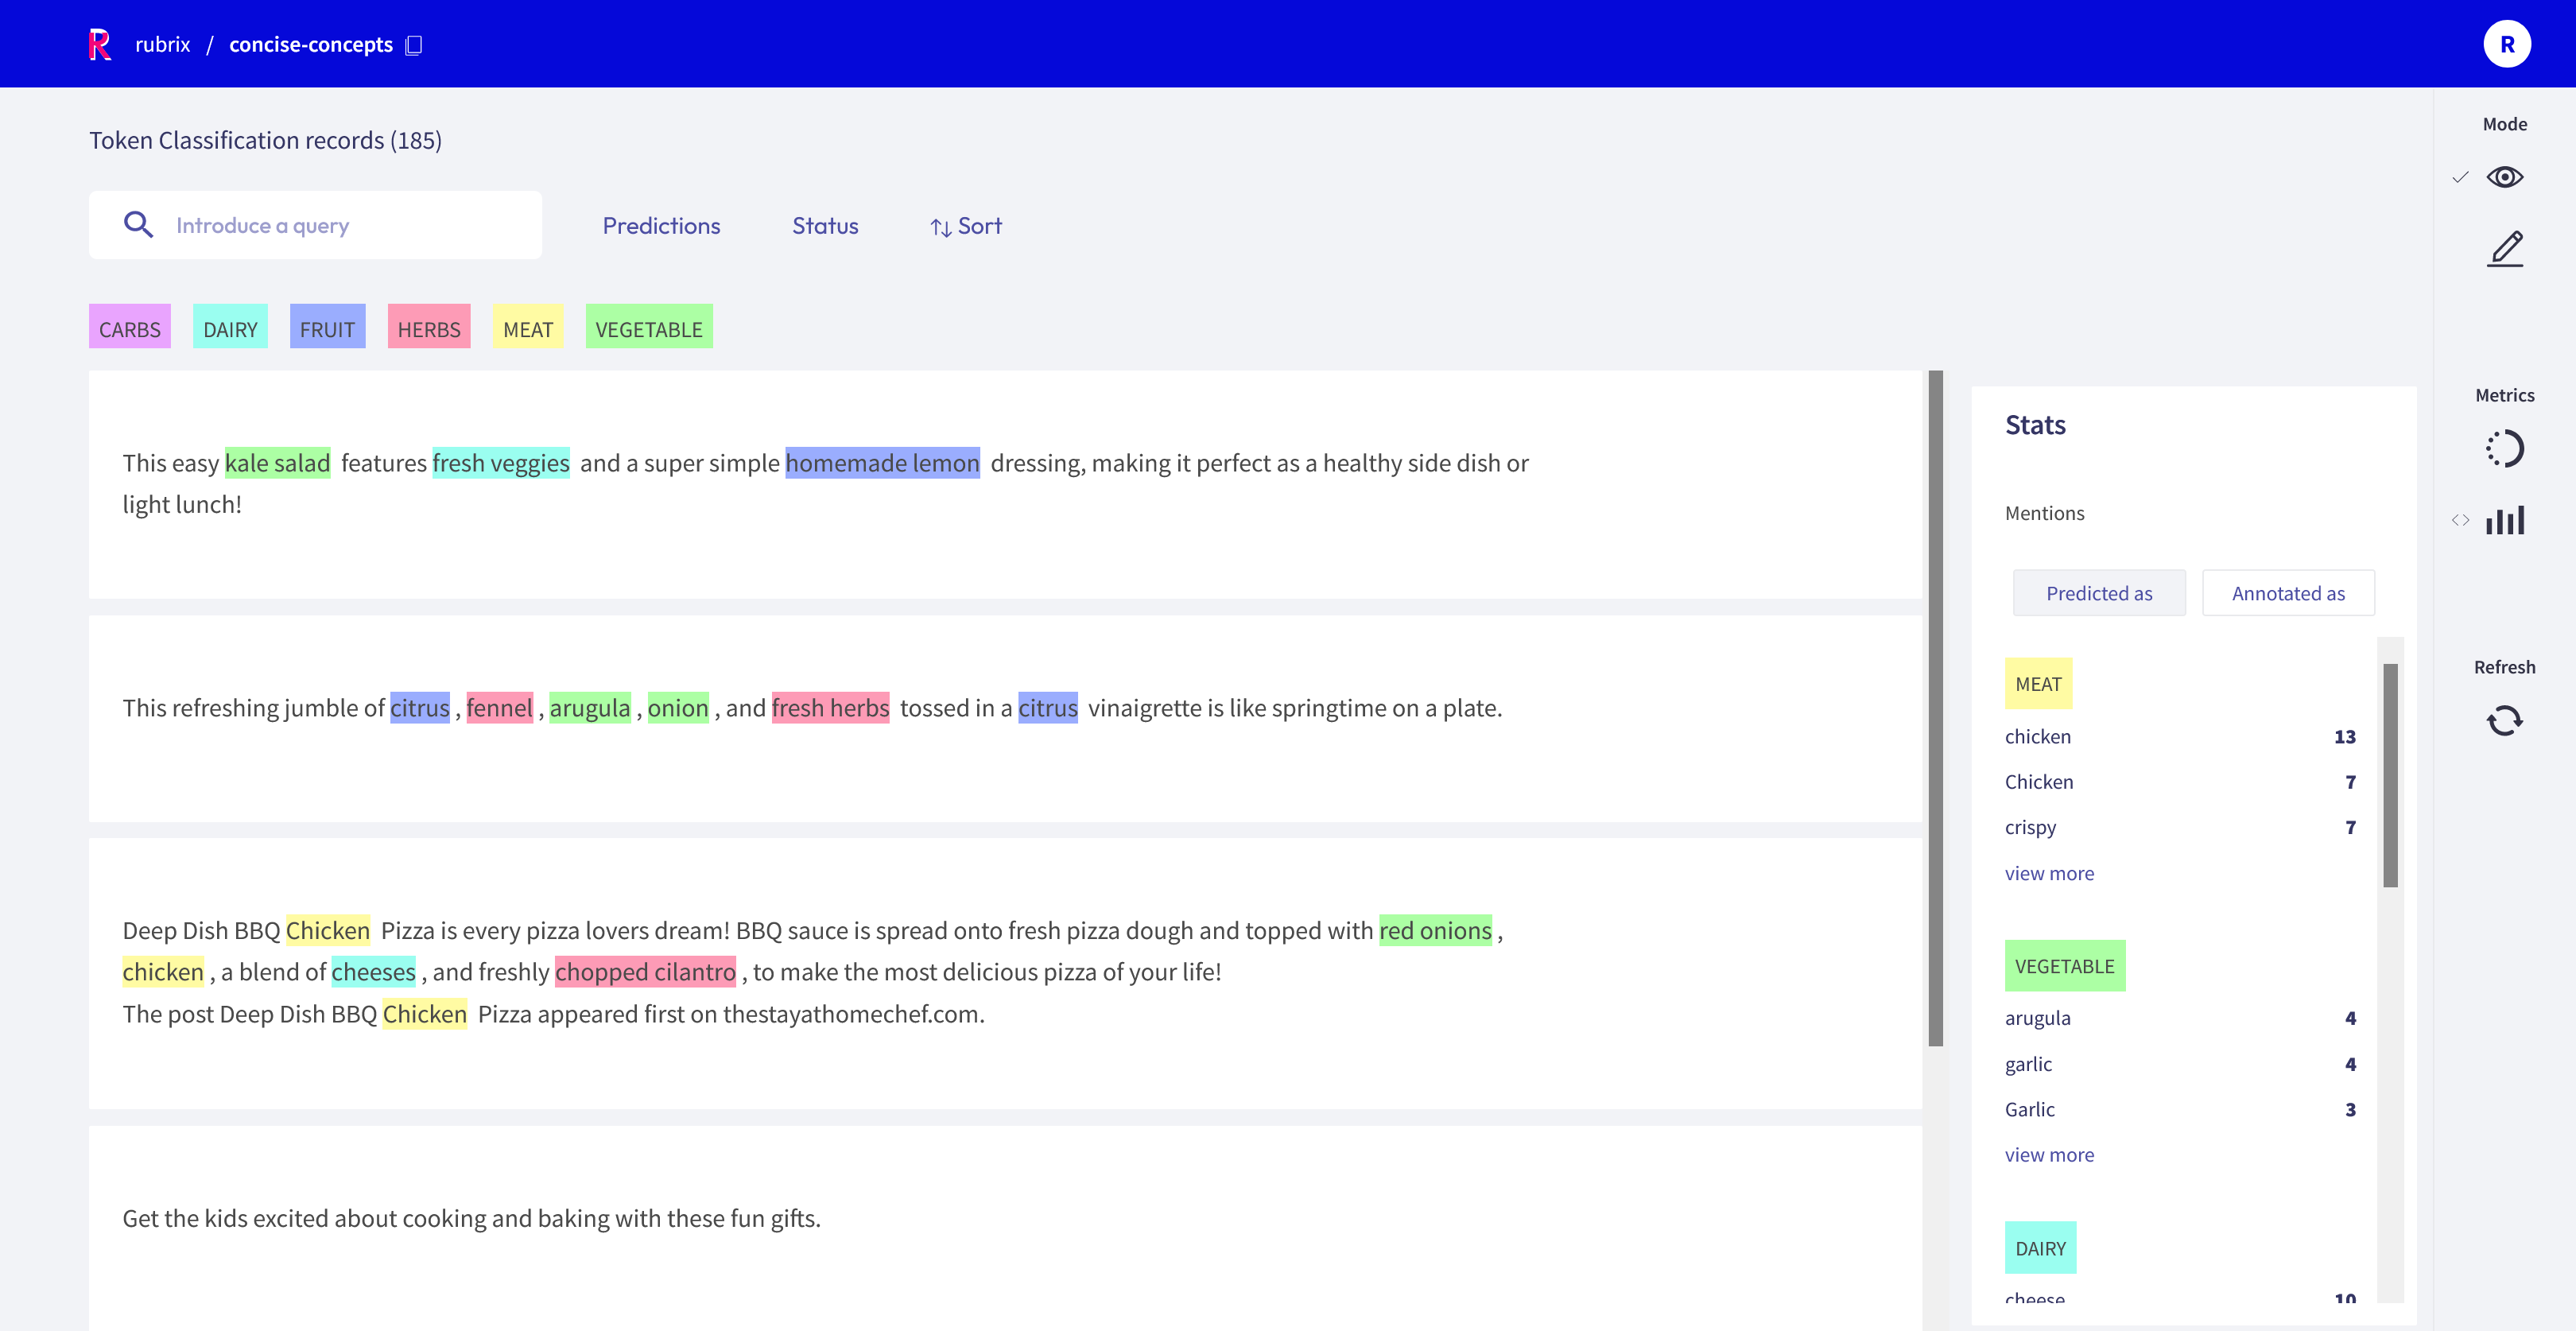 R rubrix / concise-concepts
R
Token Classification records (185)
Introduce a query
Predictions
Status
Sort
CARBS DAIRY FRUIT HERBS MEAT VEGETABLE
This easy kale salad features fresh veggies and a super simple homemade lemon dressing, making it perfect as a healthy side dish or
light lunch!
This refreshing jumble of citrus , fennel , arugula , onion , and fresh herbs tossed in a citrus vinaigrette is like springtime on a plate.
Deep Dish BBQ Chicken Pizza is every pizza lovers dream! BBQ sauce is spread onto fresh pizza dough and topped with red onions ,
chicken , a blend of cheeses , and freshly chopped cilantro , to make the most delicious pizza of your life!
The post Deep Dish BBQ Chicken Pizza appeared first on thestayathomechef.com.
Get the kids excited about cooking and baking with these fun gifts.
Stats
Mentions
Predicted as
Annotated as
MEAT
chicken 13
Chicken 7
crispy 7
view more
VEGETABLE
arugula 4
garlic 4
Garlic 3
view more
DAIRY
cheese 10
Mode
Metrics
Refresh